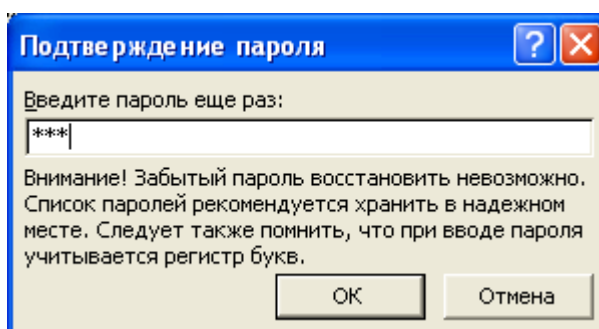 Подтверждение пароля
Введите пароль еще раз:
***
Внимание! Забытый пароль восстановить невозможно.
Список паролей рекомендуется хранить в надежном
месте. Следует также помнить, что при вводе пароля
учитывается регистр букв.
ОК Отмена